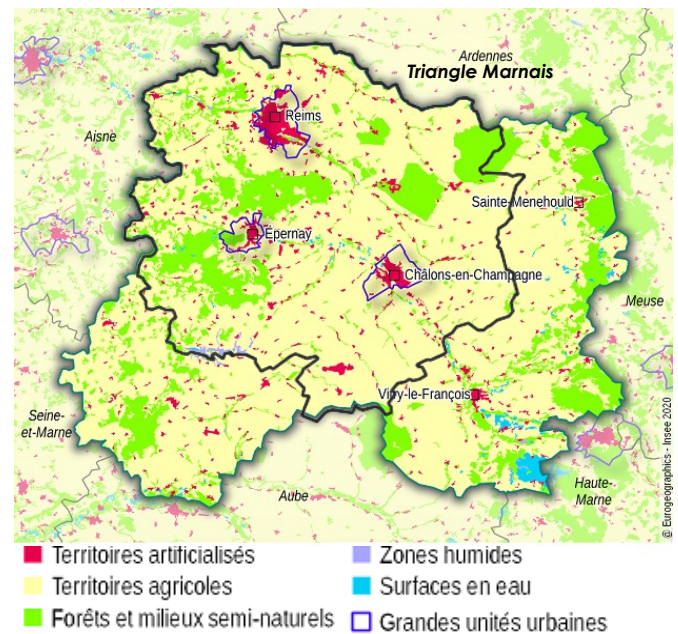 Ardennes
Triangle Marnais
Reims
Aisne
Sainte-Menehould
Épernay
Châlons-en-Champagne
Meuse
Vitry-le-François
Seine-
et-Marne
Aube
Haute-
Marne
@ Eurogeographics - Insee 2020
Territoires artificialisés
Zones humides
Territoires agricoles
Surfaces en eau
Forêts et milieux semi-naturels
Grandes unités urbaines